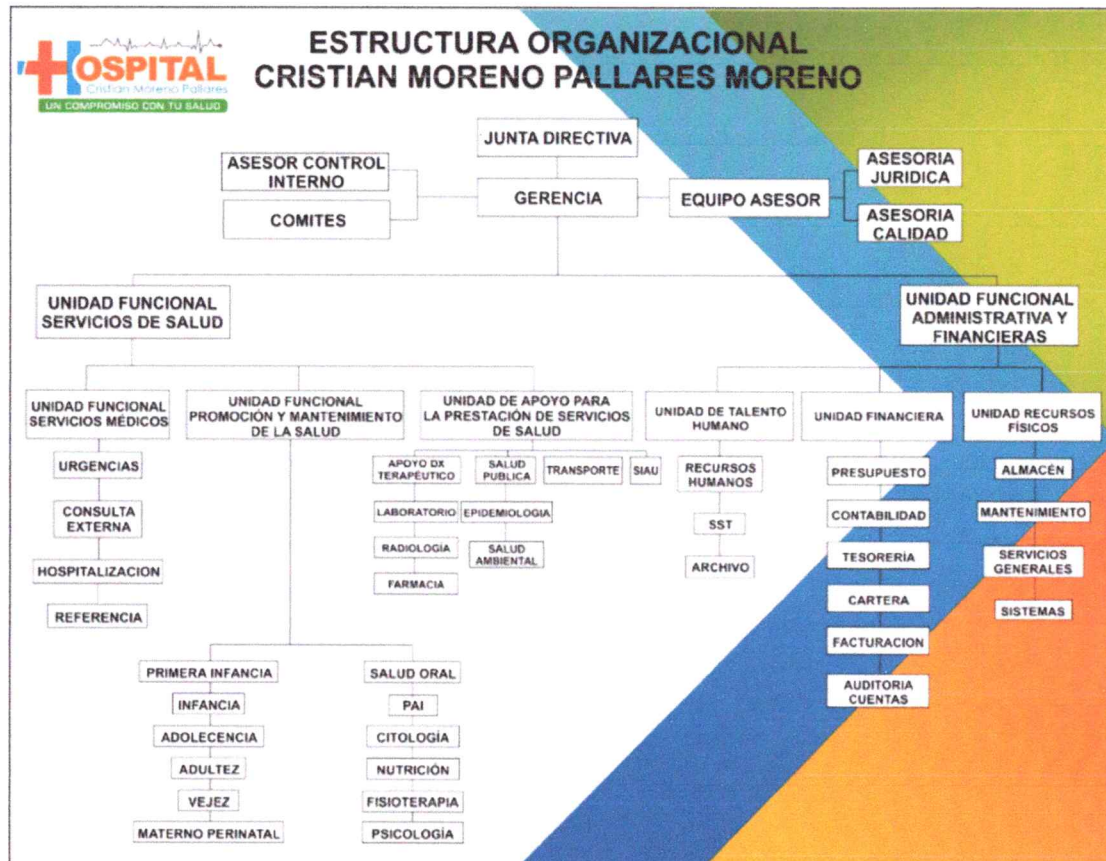 HOSPITAL
Cristian Moreno Pallares
UN COMPROMISO CON TU SALUD
ESTRUCTURA ORGANIZACIONAL
CRISTIAN MORENO PALLARES MORENO
JUNTA DIRECTIVA
ASESOR CONTROL
INTERNO
COMITES
GERENCIA
EQUIPO ASESOR
ASESORIA
JURIDICA
ASESORIA
CALIDAD
UNIDAD FUNCIONAL
SERVICIOS DE SALUD
UNIDAD FUNCIONAL
ADMINISTRATIVA Y
FINANCIERAS
UNIDAD FUNCIONAL
SERVICIOS MÉDICOS
URGENCIAS
CONSULTA
EXTERNA
HOSPITALIZACION
REFERENCIA
UNIDAD FUNCIONAL
PROMOCIÓN Y MANTENIMIENTO
DE LA SALUD
PRIMERA INFANCIA
INFANCIA
ADOLECENCIA
ADULTEZ
VEJEZ
MATERNO PERINATAL
SALUD ORAL
PAI
CITOLOGÍA
NUTRICIÓN
FISIOTERAPIA
PSICOLOGÍA
UNIDAD DE APOYO PARA
LA PRESTACIÓN DE SERVICIOS
DE SALUD
APOYO DX
TERAPÉUTICO
LABORATORIO
RADIOLOGÍA
FARMACIA
SALUD
PUBLICA
EPIDEMIOLOGIA
SALUD
AMBIENTAL
TRANSPORTE
SIAU
UNIDAD DE TALENTO
HUMANO
RECURSOS
HUMANOS
SST
ARCHIVO
UNIDAD FINANCIERA
PRESUPUESTO
CONTABILIDAD
TESORERÍA
CARTERA
FACTURACION
AUDITORIA
CUENTAS
UNIDAD RECURSOS
FÍSICOS
ALMACÉN
MANTENIMIENTO
SERVICIOS
GENERALES
SISTEMAS